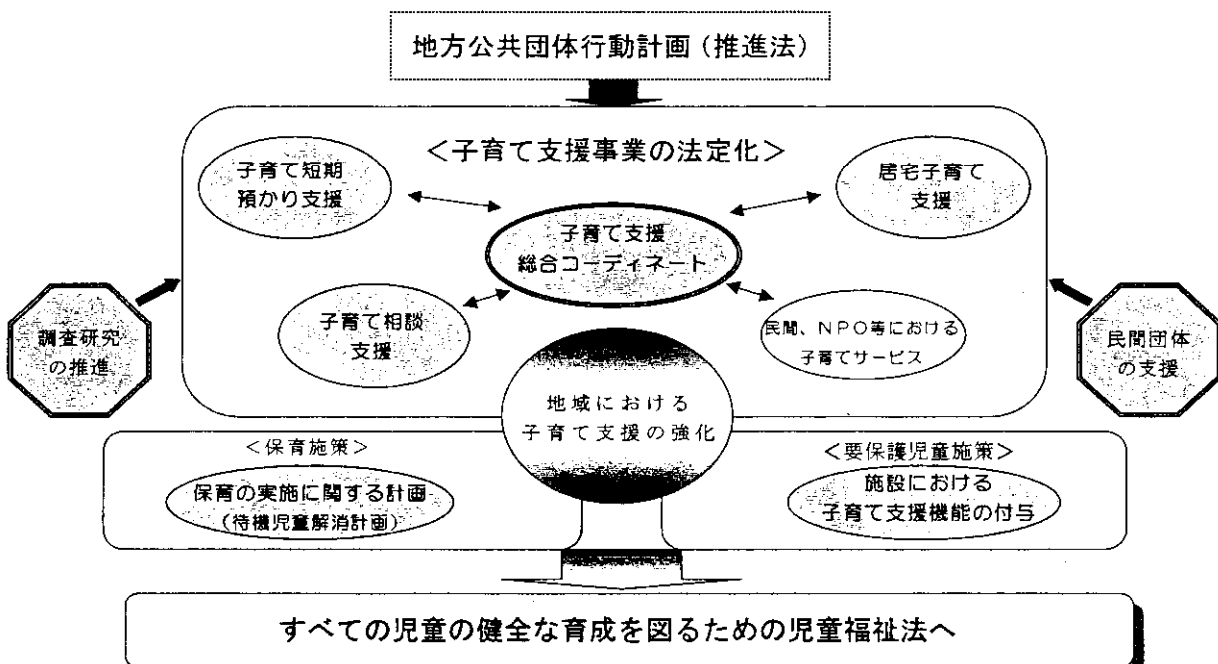 地方公共団体行動計画（推進法）
＜子育て支援事業の法定化＞
子育て短期
預かり支援
居宅子育て
支援
子育て支援
総合コーディネート
子育て相談
支援
民間、ＮＰＯ等における
子育てサービス
調査研究
の推進
民間団体
の支援
地域における
子育て支援の強化
＜保育施策＞
保育の実施に関する計画
（待機児童解消計画）
＜要保護児童施策＞
施設における
子育て支援機能の付与
すべての児童の健全な育成を図るための児童福祉法へ